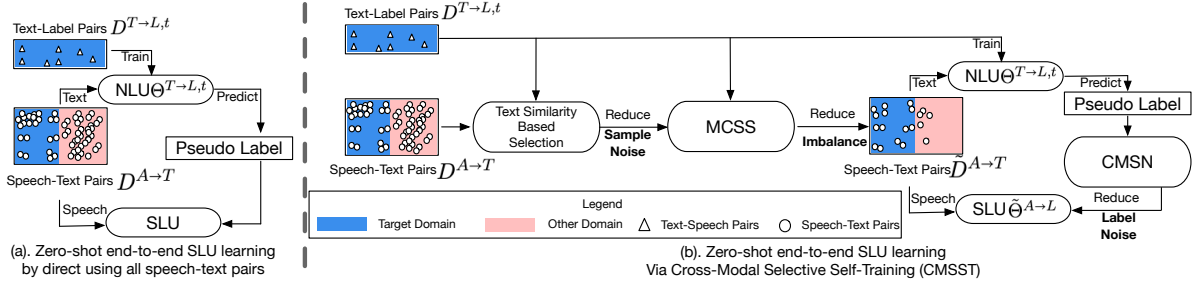 Text-Label Pairs D^{T→L,t}
Train
NLUΘ^{T→L,t}
Text
Predict
Pseudo Label
Speech-Text Pairs D^{A→T}
Speech
SLU
(a). Zero-shot end-to-end SLU learning
by direct using all speech-text pairs
Text-Label Pairs D^{T→L,t}
Train
NLUΘ^{T→L,t}
Text
Predict
Pseudo Label
Text Similarity
Based
Selection
Reduce
Sample
Noise
MCSS
Reduce
Imbalance
CMSN
Speech-Text Pairs D^{A→T}
Speech-Text Pairs D̃^{A→T}
Speech
SLU Θ̃^{A→L}
Reduce
Label
Noise
Legend
Target Domain
Other Domain
Text-Speech Pairs
Speech-Text Pairs
(b). Zero-shot end-to-end SLU learning
Via Cross-Modal Selective Self-Training (CMSST)